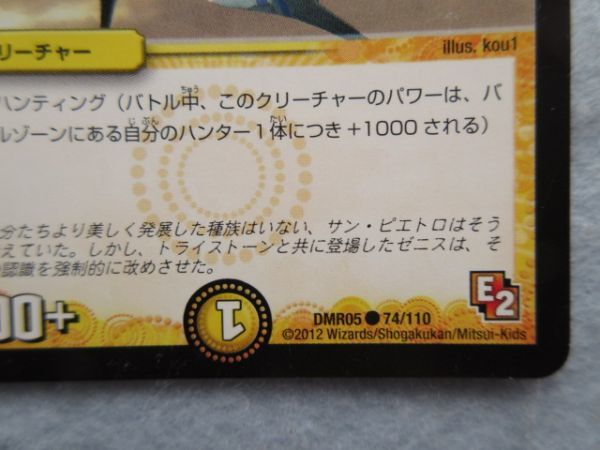 illus. kou1
リーチャー
ハンティング（バトル中、このクリーチャーのパワーは、バ
ルゾーンにある自分のハンター1体につき+1000される）
分たちより美しく発展した種族はいない、サン・ピエトロはそう
えていた。しかし、トライストーンと共に登場したゼニスは、そ
認識を強制的に改めさせた。
00+
1
E2
DMR05 ● 74/110
©2012 Wizards/Shogakukan/Mitsui-Kids